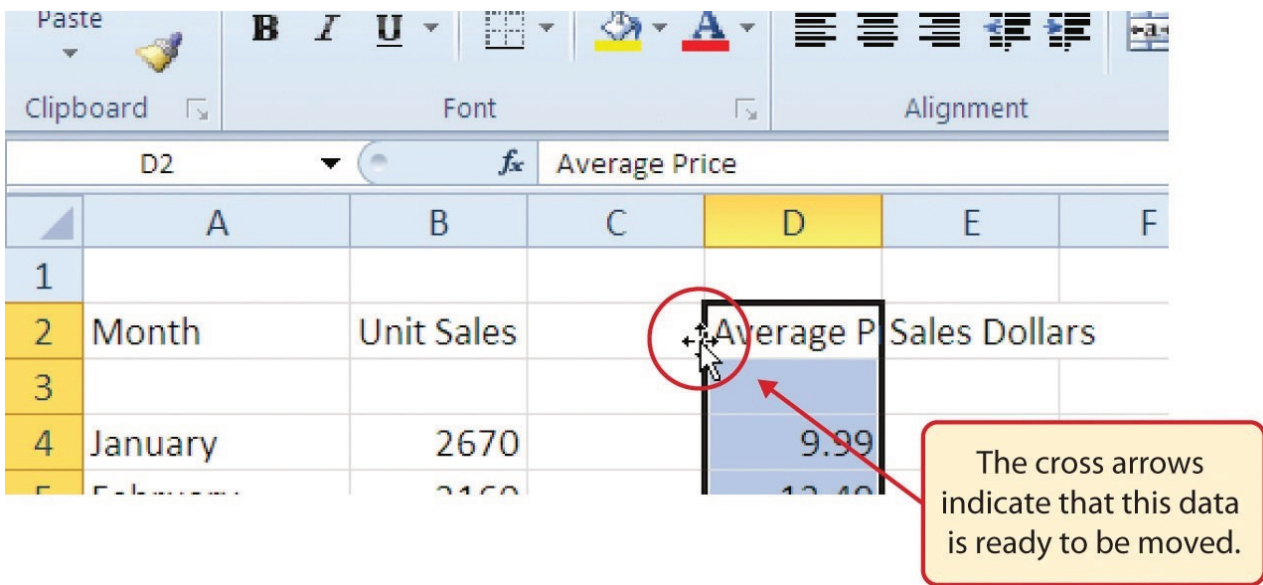 Paste
B I U A
Clipboard Font Alignment
D2 fx Average Price
A B C D E F
1
2 Month Unit Sales Average P Sales Dollars
3
4 January 2670 9.99
The cross arrows
indicate that this data
is ready to be moved.